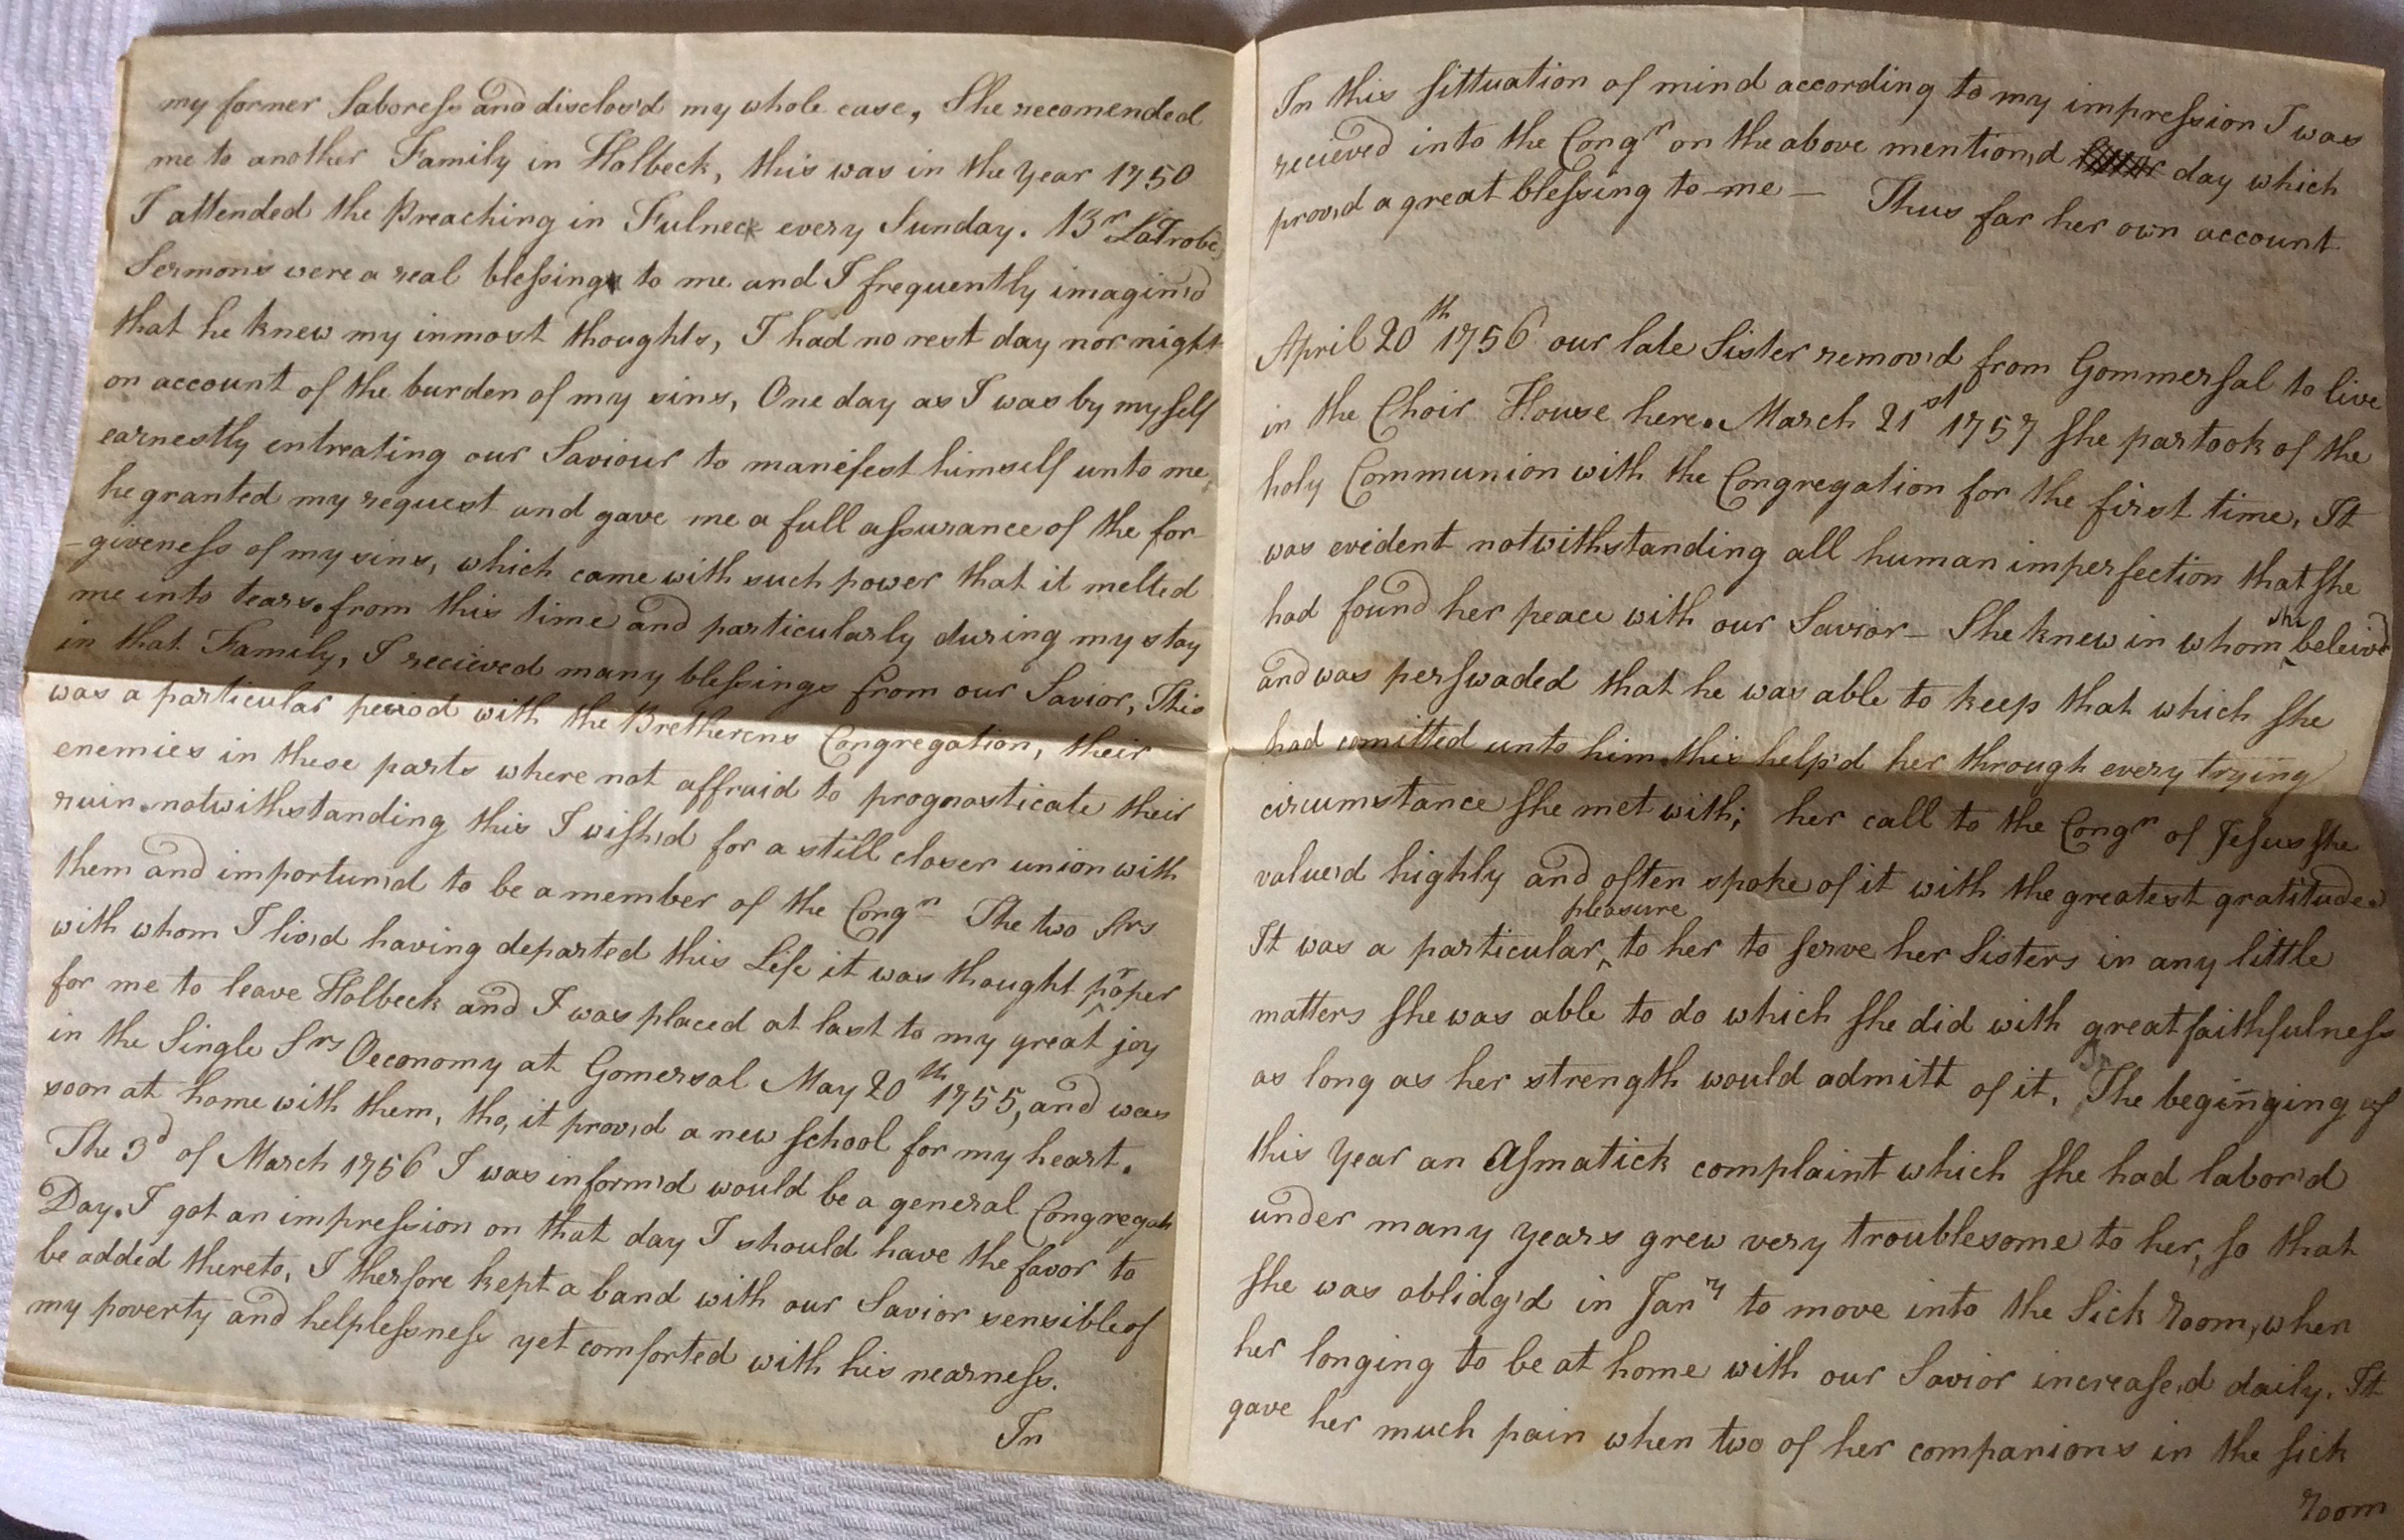 my former Laboress and disclos'd my whole case, She recomended
me to another Family in Holbeck, this was in the Year 1750
I attended the Preaching in Fulneck every Sunday. Br LaTrobe,
Sermons were a real blessing to me and I frequently imagin'd
that he knew my inmost thoughts, I had no rest day nor night
on account of the burden of my sins, One day as I was by myself
earnestly entreating our Saviour to manifest himself unto me,
he granted my request and gave me a full assurance of the for
-giveness of my sins, which came with such power that it melted
me into tears. from this time and particularly during my stay
in that Family, I recieved many blessings from our Savior, This
was a particular period with the Bretherens Congregation, their
enemies in these parts where not affraid to prognosticate their
ruin. notwithstanding this I wish'd for a still closer union with
them and importun'd to be a member of the Congn The two Srs
with whom I liv'd having departed this Life it was thought proper
for me to leave Holbeck and I was placed at last to my great joy
in the Single Srs Oeconomy at Gomersal May 20th 1755, and was
soon at home with them, tho, it prov'd a new school for my heart.
The 3d of March 1756 I was inform'd would be a general Congregatn
Day. I got an impression on that day I should have the favor to
be added thereto, I therfore kept a band with our Savior sensible of
my poverty and helplessness yet comforted with his nearness.
In
In this sittuation of mind according to my impression I was
recieved into the Congn on the above mention'd day which
prov'd a great blessing to me — Thus far her own account
April 20th 1756 our late Sister remov'd from Gommersal to live
in the Choir House here. March 21st 1757 she partook of the
holy Communion with the Congregation for the first time, It
was evident notwithstanding all human imperfection that she
had found her peace with our Savior — She knew in whom she beleiv'd
and was perswaded that he was able to keep that which she
had comitted unto him, this help'd her through every trying
circumstance she met with; her call to the Congn of Jesus she
value'd highly and often spoke of it with the greatest gratitude.
It was a particular pleasure to her to serve her Sisters in any little
matters she was able to do which she did with great faithfulness
as long as her strength would admitt of it, The begining of
this Year an Asmatick complaint which she had labor'd
under many years grew very troublesome to her, so that
she was oblidg'd in Janry to move into the Sick room, when
her longing to be at home with our Savior increase'd daily. It
gave her much pain when two of her companions in the sick
room